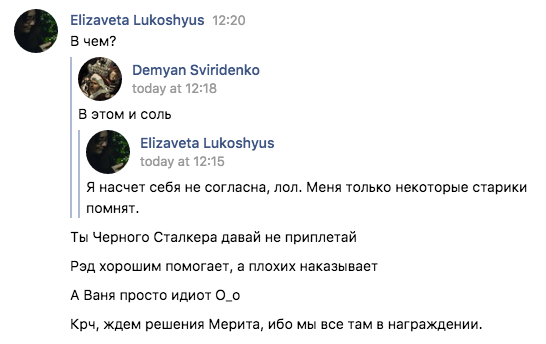 Elizaveta Lukoshyus 12:20
В чем?
Demyan Sviridenko
today at 12:18
В этом и соль
Elizaveta Lukoshyus
today at 12:15
Я насчет себя не согласна, лол. Меня только некоторые старики
помнят.
Ты Черного Сталкера давай не приплетай
Рэд хорошим помогает, а плохих наказывает
А Ваня просто идиот О_о
Крч, ждем решения Мерита, ибо мы все там в награждении.